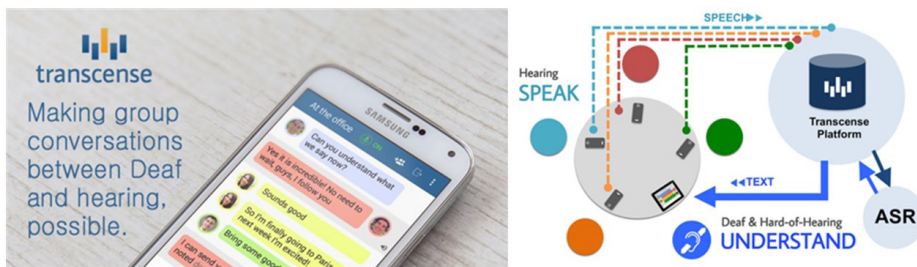 transcense
Making group
conversations
between Deaf
and hearing,
possible.
SAMSUNG
At the office
On
Can you understand what
we say now?
Yes it is incredible! No need to
wait, guys, I follow you
Sounds good
So I'm finally going to Paris
next week I'm excited!
Bring some good
I can send
noted
SPEECH
Hearing
SPEAK
Transcense
Platform
TEXT
ASR
Deaf & Hard-of-Hearing
UNDERSTAND